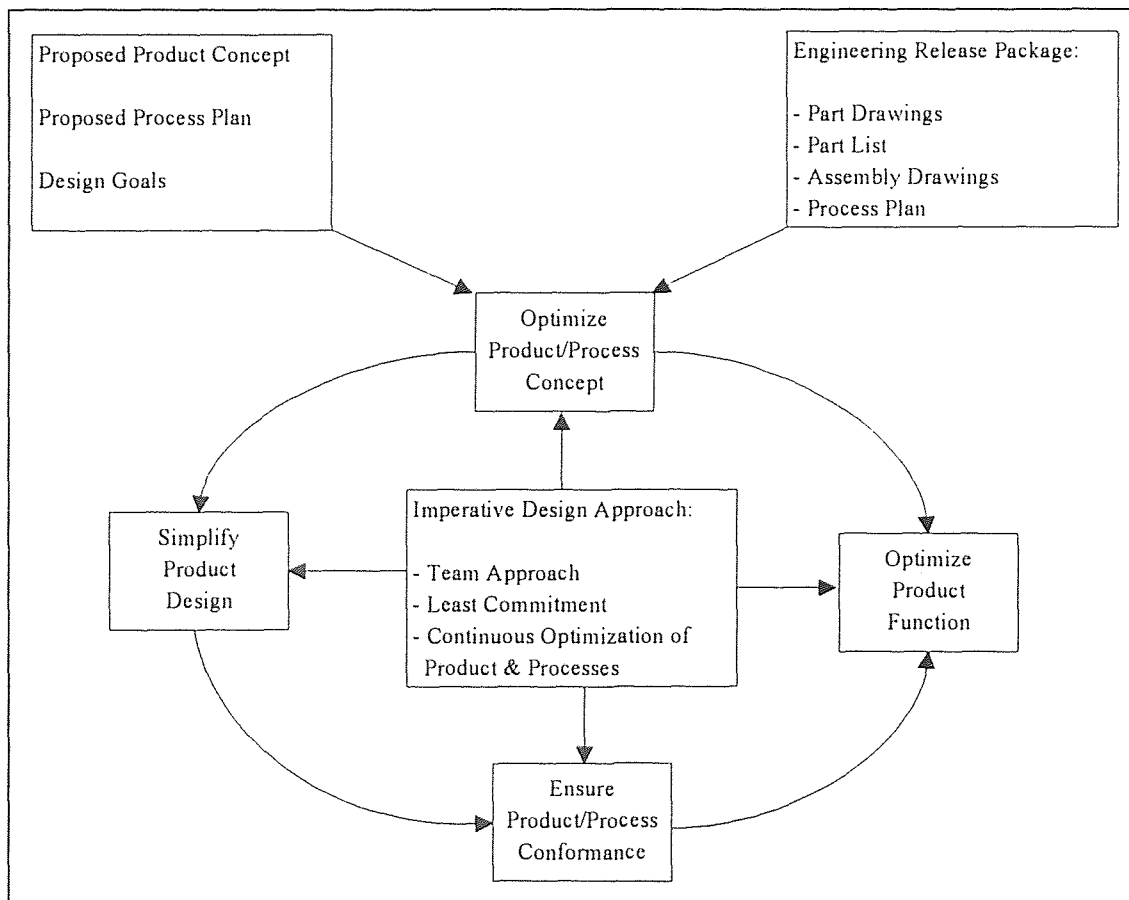 Proposed Product Concept
Proposed Process Plan
Design Goals
Engineering Release Package:
- Part Drawings
- Part List
- Assembly Drawings
- Process Plan
Optimize
Product/Process
Concept
Simplify
Product
Design
Imperative Design Approach:
- Team Approach
- Least Commitment
- Continuous Optimization of
Product & Processes
Optimize
Product
Function
Ensure
Product/Process
Conformance